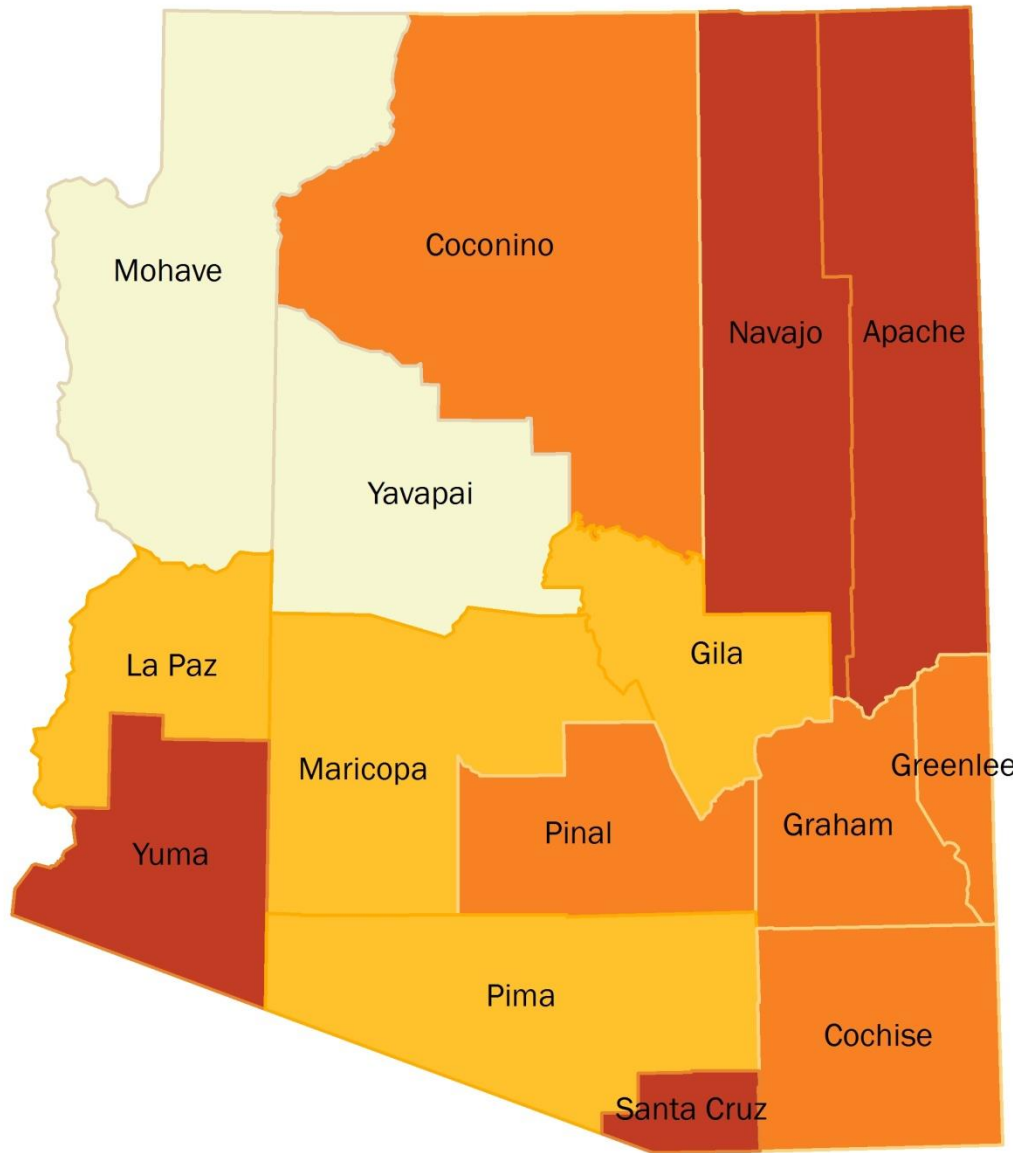 Coconino
Mohave
Navajo
Apache
Yavapai
Gila
La Paz
Maricopa
Greenlee
Graham
Pinal
Yuma
Pima
Cochise
Santa Cruz